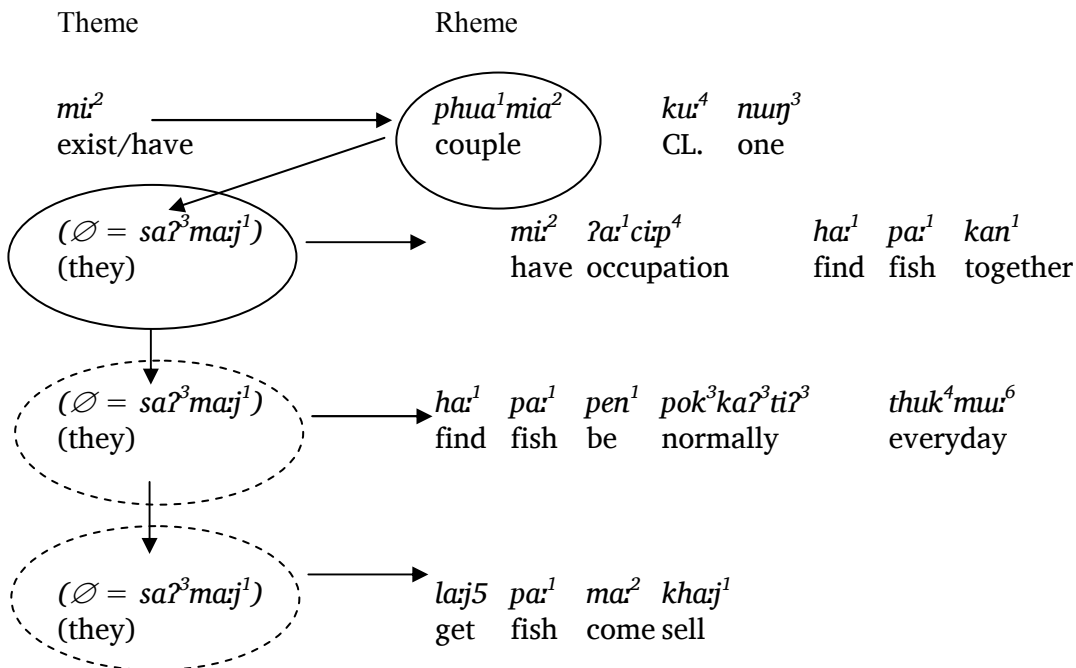 Theme Rheme
mi:² phua¹mia² ku:⁴ nɯŋ³
exist/have couple CL. one
(∅ = saʔ³ma:j¹) mi:² ʔa:¹ci:p⁴ ha:¹ pa:¹ kan¹
(they) have occupation find fish together
(∅ = saʔ³ma:j¹) ha:¹ pa:¹ pen¹ pok³kaʔ³tiʔ³ thuk⁴mɯ:⁶
(they) find fish be normally everyday
(∅ = saʔ³ma:j¹) la:j5 pa:¹ ma:² kha:j¹
(they) get fish come sell